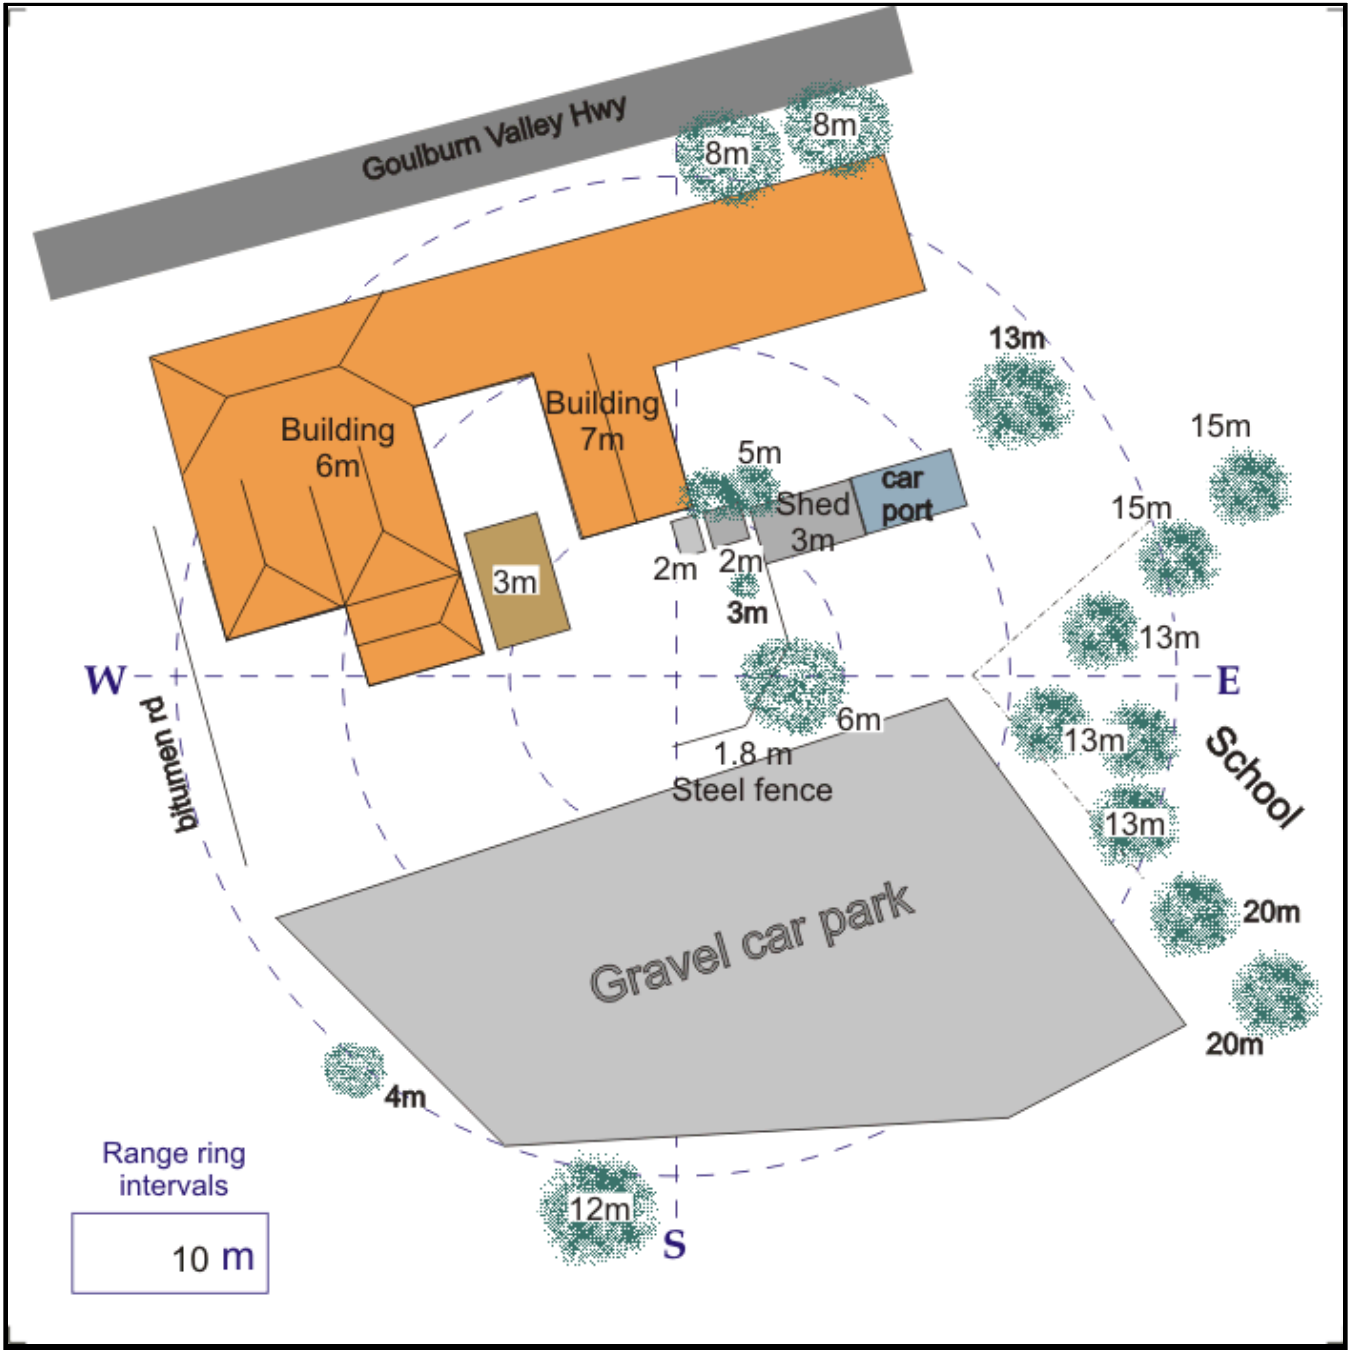 Goulburn Valley Hwy
8m
8m
13m
15m
Building
6m
Building
7m
5m
car
port
Shed
3m
15m
2m
2m
3m
3m
13m
W
E
6m
13m
1.8 m
Steel fence
bitumen rd
School
13m
20m
Gravel car park
20m
4m
12m
S
Range ring
intervals
10 m